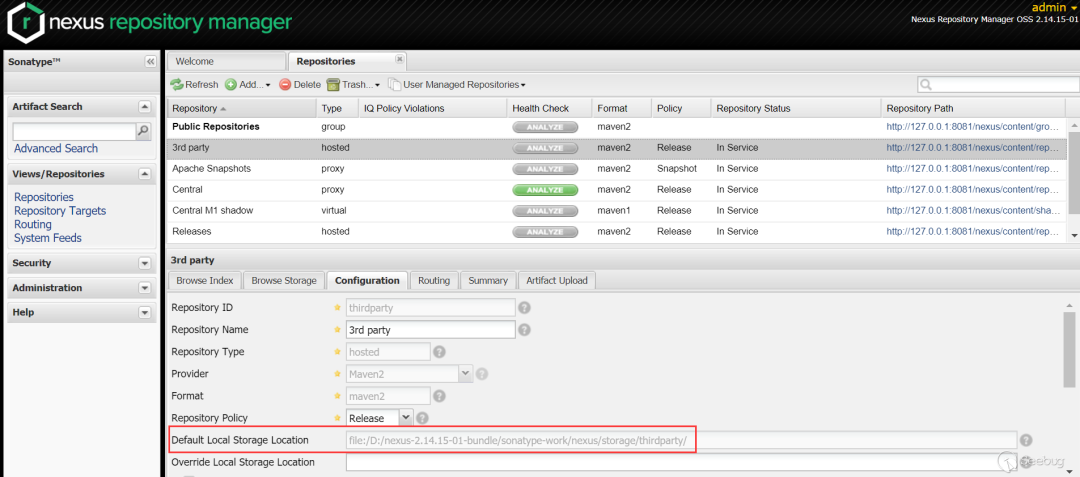 admin
nexus repository manager
Nexus Repository Manager OSS 2.14.15-01
Sonatype™
Welcome
Repositories
Refresh Add... Delete Trash... User Managed Repositories
Artifact Search
Advanced Search
Views/Repositories
Repositories
Repository Targets
Routing
System Feeds
Security
Administration
Help
Repository Type IQ Policy Violations Health Check Format Policy Repository Status Repository Path
Public Repositories group ANALYZE maven2 http://127.0.0.1:8081/nexus/content/gro...
3rd party hosted ANALYZE maven2 Release In Service http://127.0.0.1:8081/nexus/content/rep...
Apache Snapshots proxy ANALYZE maven2 Snapshot In Service http://127.0.0.1:8081/nexus/content/rep...
Central proxy ANALYZE maven2 Release In Service http://127.0.0.1:8081/nexus/content/rep...
Central M1 shadow virtual ANALYZE maven1 Release In Service http://127.0.0.1:8081/nexus/content/sha...
Releases hosted ANALYZE maven2 Release In Service http://127.0.0.1:8081/nexus/content/rep...
3rd party
Browse Index Browse Storage Configuration Routing Summary Artifact Upload
Repository ID thirdparty
Repository Name 3rd party
Repository Type hosted
Provider Maven2
Format maven2
Repository Policy Release
Default Local Storage Location file:/D:/nexus-2.14.15-01-bundle/sonatype-work/nexus/storage/thirdparty/
Override Local Storage Location